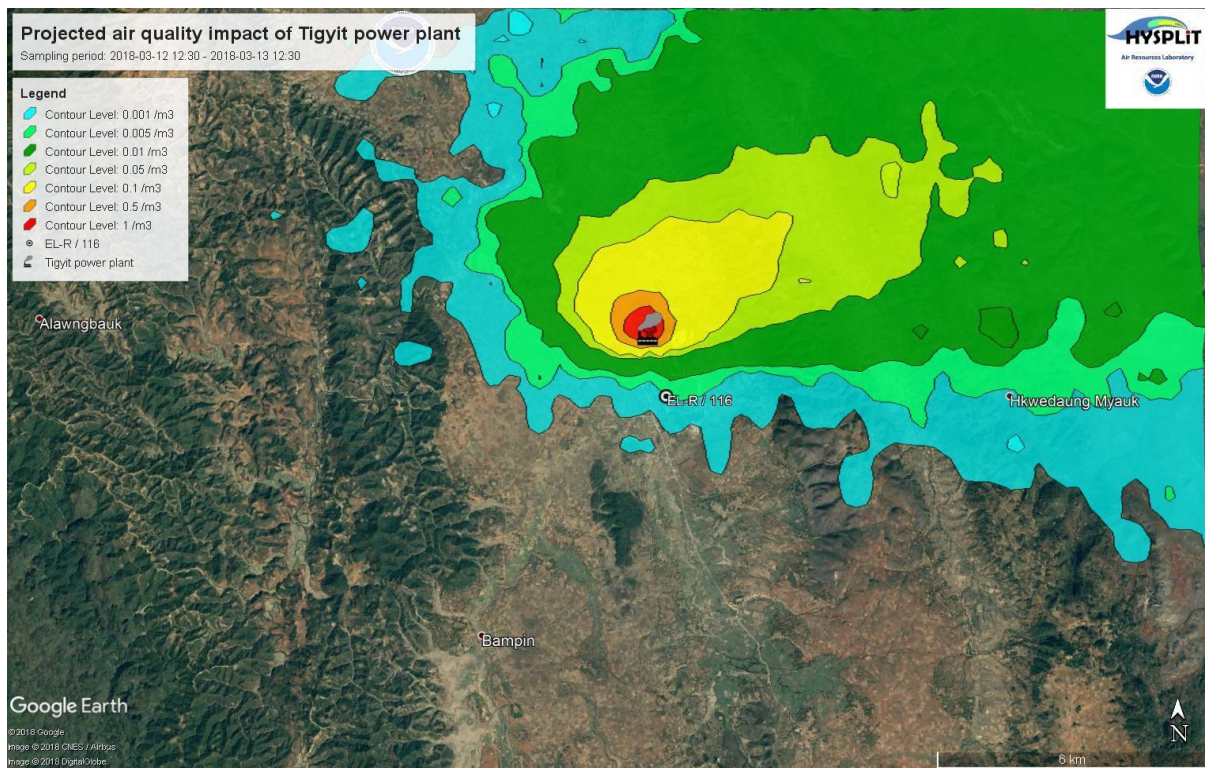 Projected air quality impact of Tigyit power plant
Sampling period: 2018-03-12 12:30 - 2018-03-13 12:30
HYSPLIT
Air Resources Laboratory
Legend
Contour Level: 0.001 /m3
Contour Level: 0.005 /m3
Contour Level: 0.01 /m3
Contour Level: 0.05 /m3
Contour Level: 0.1 /m3
Contour Level: 0.5 /m3
Contour Level: 1 /m3
EL-R / 116
Tigyit power plant
Alawngbauk
EL-R / 116
Hkwedaung Myauk
Bampin
Google Earth
© 2018 Google
Image © 2018 CNES / Airbus
Image © 2018 DigitalGlobe
N
6 km